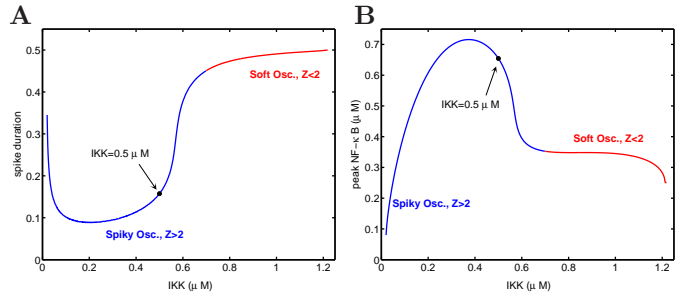 A
B
0.5
0.4
0.3
0.2
0.1
0
spike duration
Soft Osc., Z<2
IKK=0.5 μ M
Spiky Osc., Z>2
0
0.2
0.4
0.6
0.8
1
1.2
IKK (μ M)
0.7
0.6
0.5
0.4
0.3
0.2
0.1
0
peak NF-κ B (μ M)
IKK=0.5 μ M
Soft Osc., Z<2
Spiky Osc., Z>2
0
0.2
0.4
0.6
0.8
1
1.2
IKK (μ M)